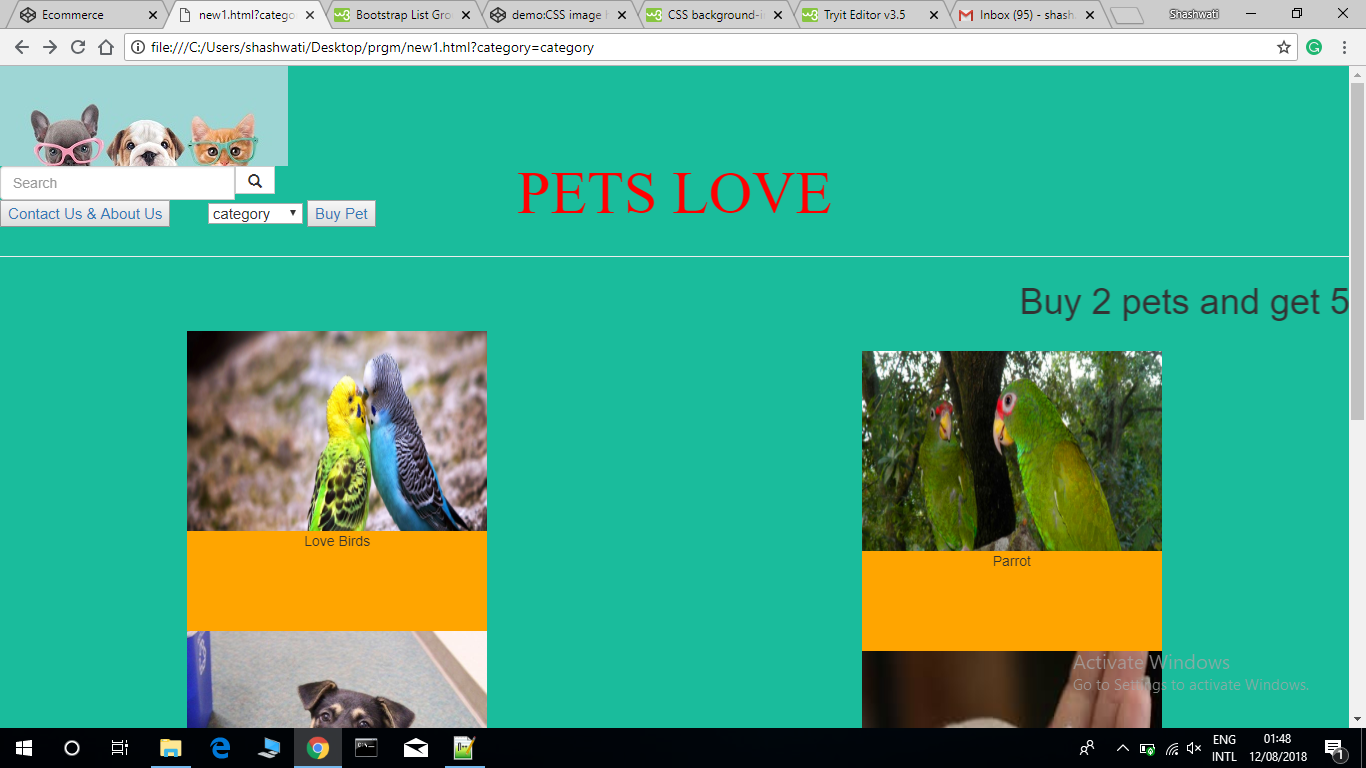 Ecommerce
new1.html?catego
Bootstrap List Gro
demo:CSS image
CSS background-i
Tryit Editor v3.5
Inbox (95) - shash
Shashwati
file:///C:/Users/shashwati/Desktop/prgm/new1.html?category=category
Search
PETS LOVE
Contact Us & About Us
category
Buy Pet
Buy 2 pets and get 5
Love Birds
Parrot
Activate Windows
Go to Settings to activate Windows.
ENG
INTL
01:48
12/08/2018
1